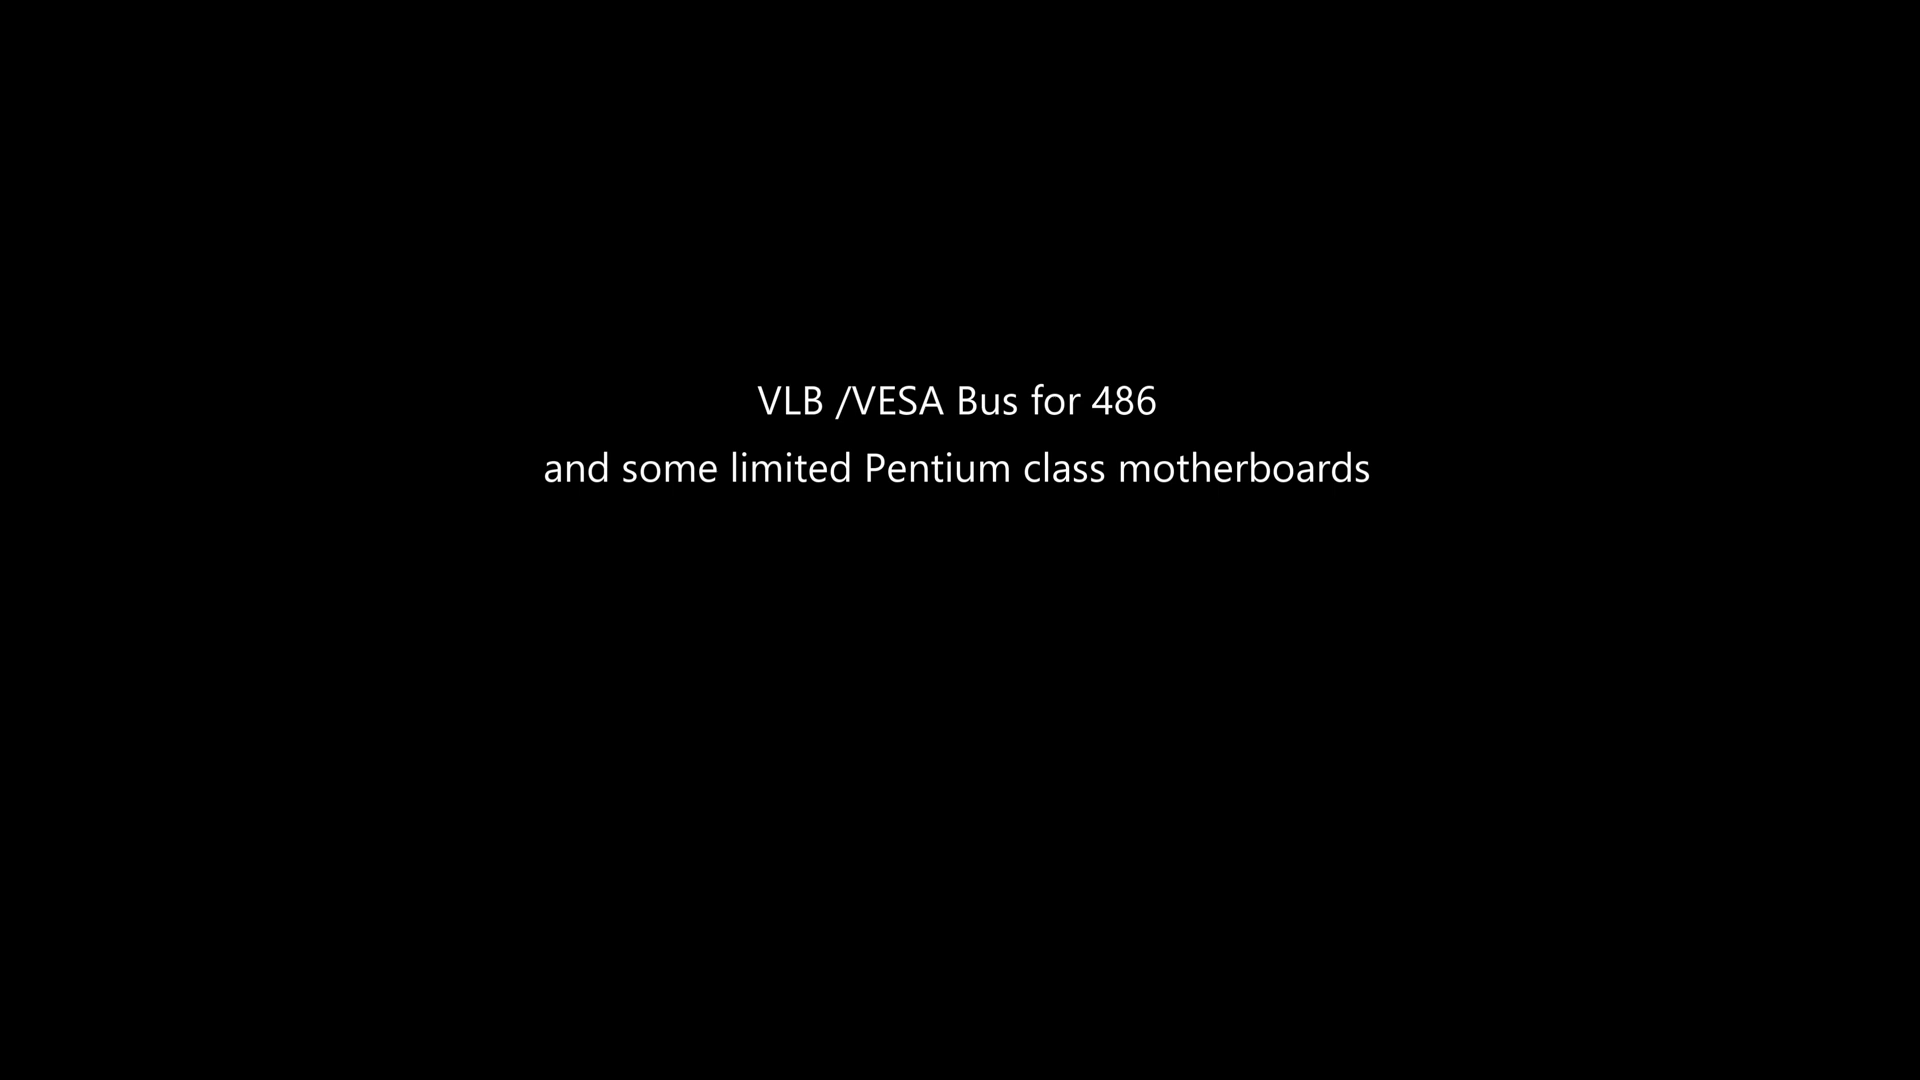 VLB /VESA Bus for 486
and some limited Pentium class motherboards